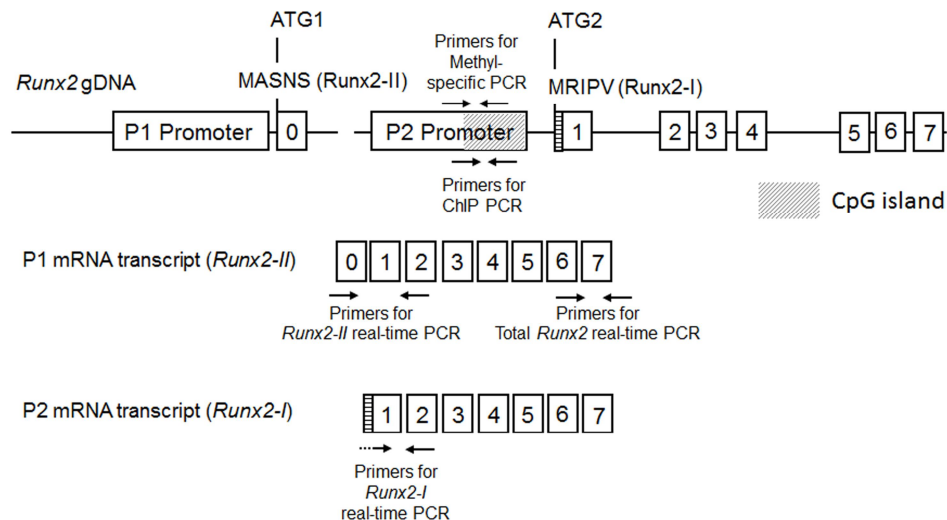 ATG1
ATG2
Primers for
Methyl-
specific PCR
Runx2 gDNA
MASNS (Runx2-II)
MRIPV (Runx2-I)
P1 Promoter
0
P2 Promoter
1
2
3
4
5
6
7
Primers for
ChIP PCR
CpG island
P1 mRNA transcript (Runx2-II)
0
1
2
3
4
5
6
7
Primers for
Runx2-II real-time PCR
Primers for
Total Runx2 real-time PCR
P2 mRNA transcript (Runx2-I)
1
2
3
4
5
6
7
Primers for
Runx2-I
real-time PCR